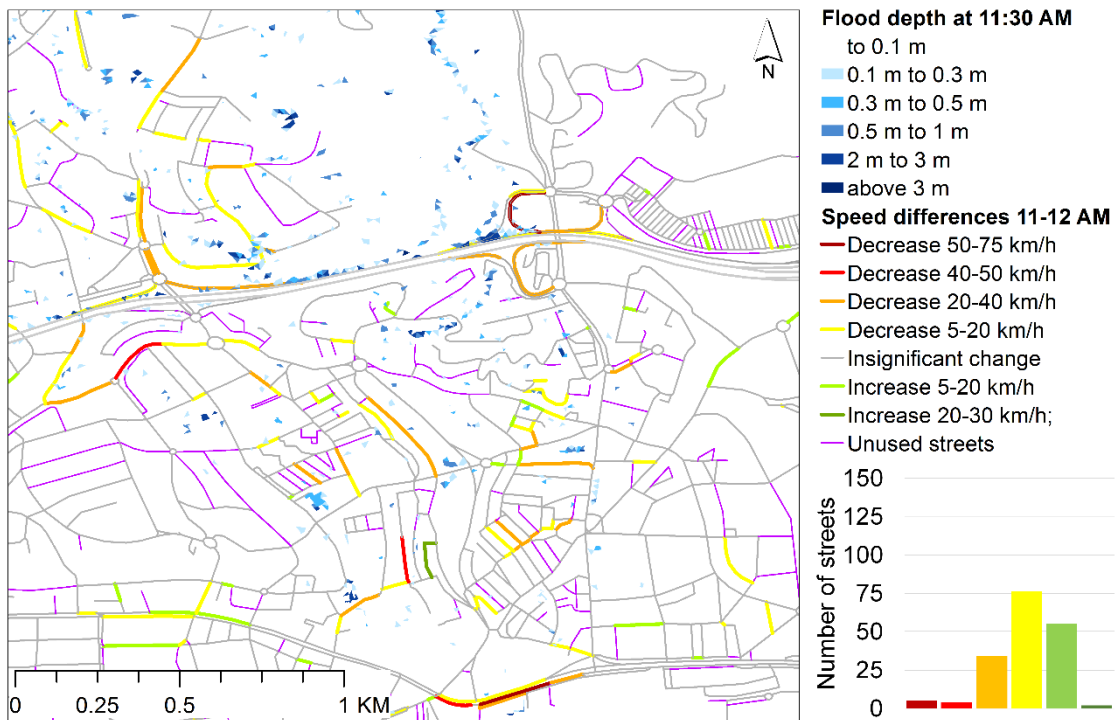 N
0 0.25 0.5 1 KM
Flood depth at 11:30 AM
to 0.1 m
0.1 m to 0.3 m
0.3 m to 0.5 m
0.5 m to 1 m
2 m to 3 m
above 3 m
Speed differences 11-12 AM
Decrease 50-75 km/h
Decrease 40-50 km/h
Decrease 20-40 km/h
Decrease 5-20 km/h
Insignificant change
Increase 5-20 km/h
Increase 20-30 km/h;
Unused streets
Number of streets
150
125
100
75
50
25
0